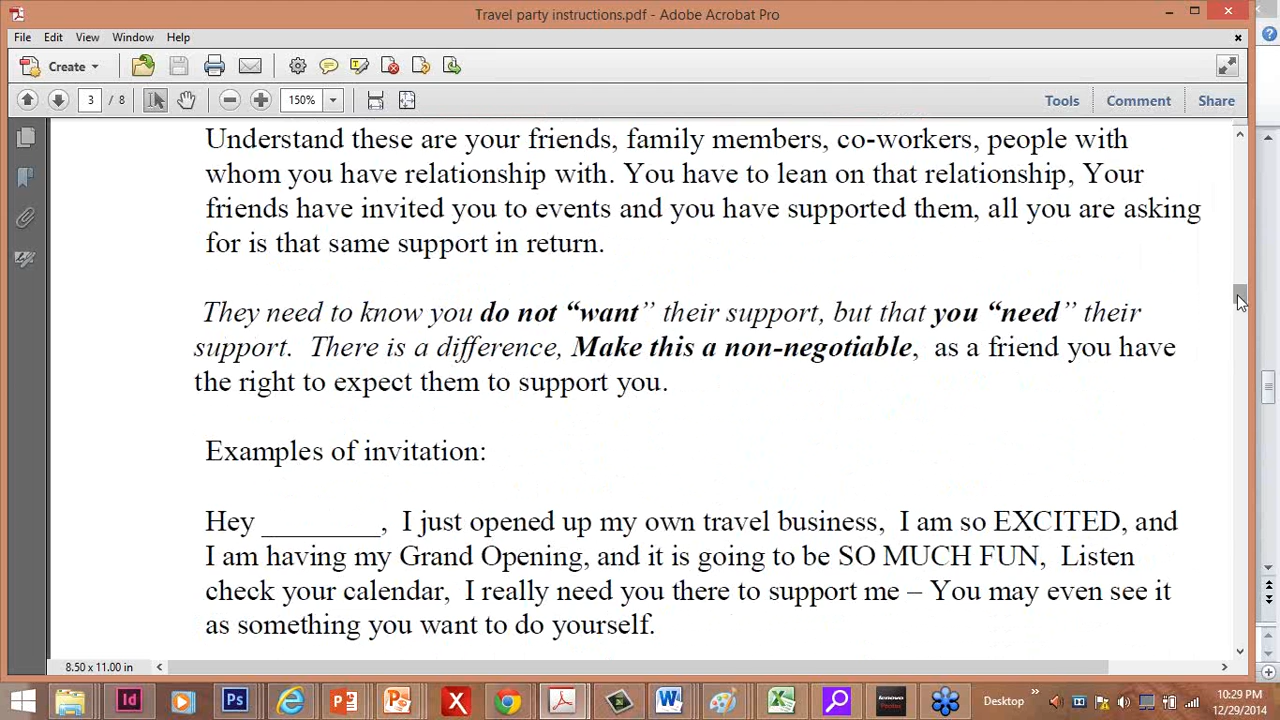 Travel party instructions.pdf - Adobe Acrobat Pro
File Edit View Window Help
Create
3 / 8 150% Tools Comment Share
Understand these are your friends, family members, co-workers, people with
whom you have relationship with. You have to lean on that relationship, Your
friends have invited you to events and you have supported them, all you are asking
for is that same support in return.
They need to know you do not “want” their support, but that you “need” their
support. There is a difference, Make this a non-negotiable, as a friend you have
the right to expect them to support you.
Examples of invitation:
Hey ________, I just opened up my own travel business, I am so EXCITED, and
I am having my Grand Opening, and it is going to be SO MUCH FUN, Listen
check your calendar, I really need you there to support me – You may even see it
as something you want to do yourself.
8.50 x 11.00 in
Desktop
10:29 PM
12/29/2014